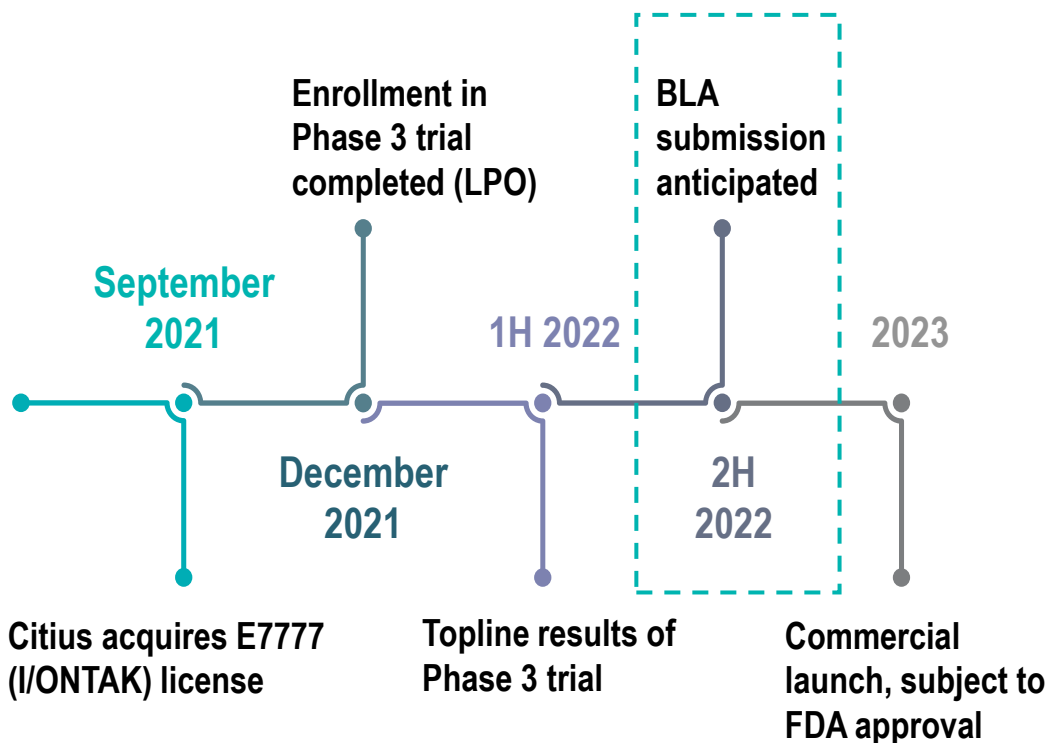 Enrollment in
Phase 3 trial
completed (LPO)
BLA
submission
anticipated
September
2021
1H 2022
2023
December
2021
2H
2022
Citius acquires E7777
(I/ONTAK) license
Topline results of
Phase 3 trial
Commercial
launch, subject to
FDA approval